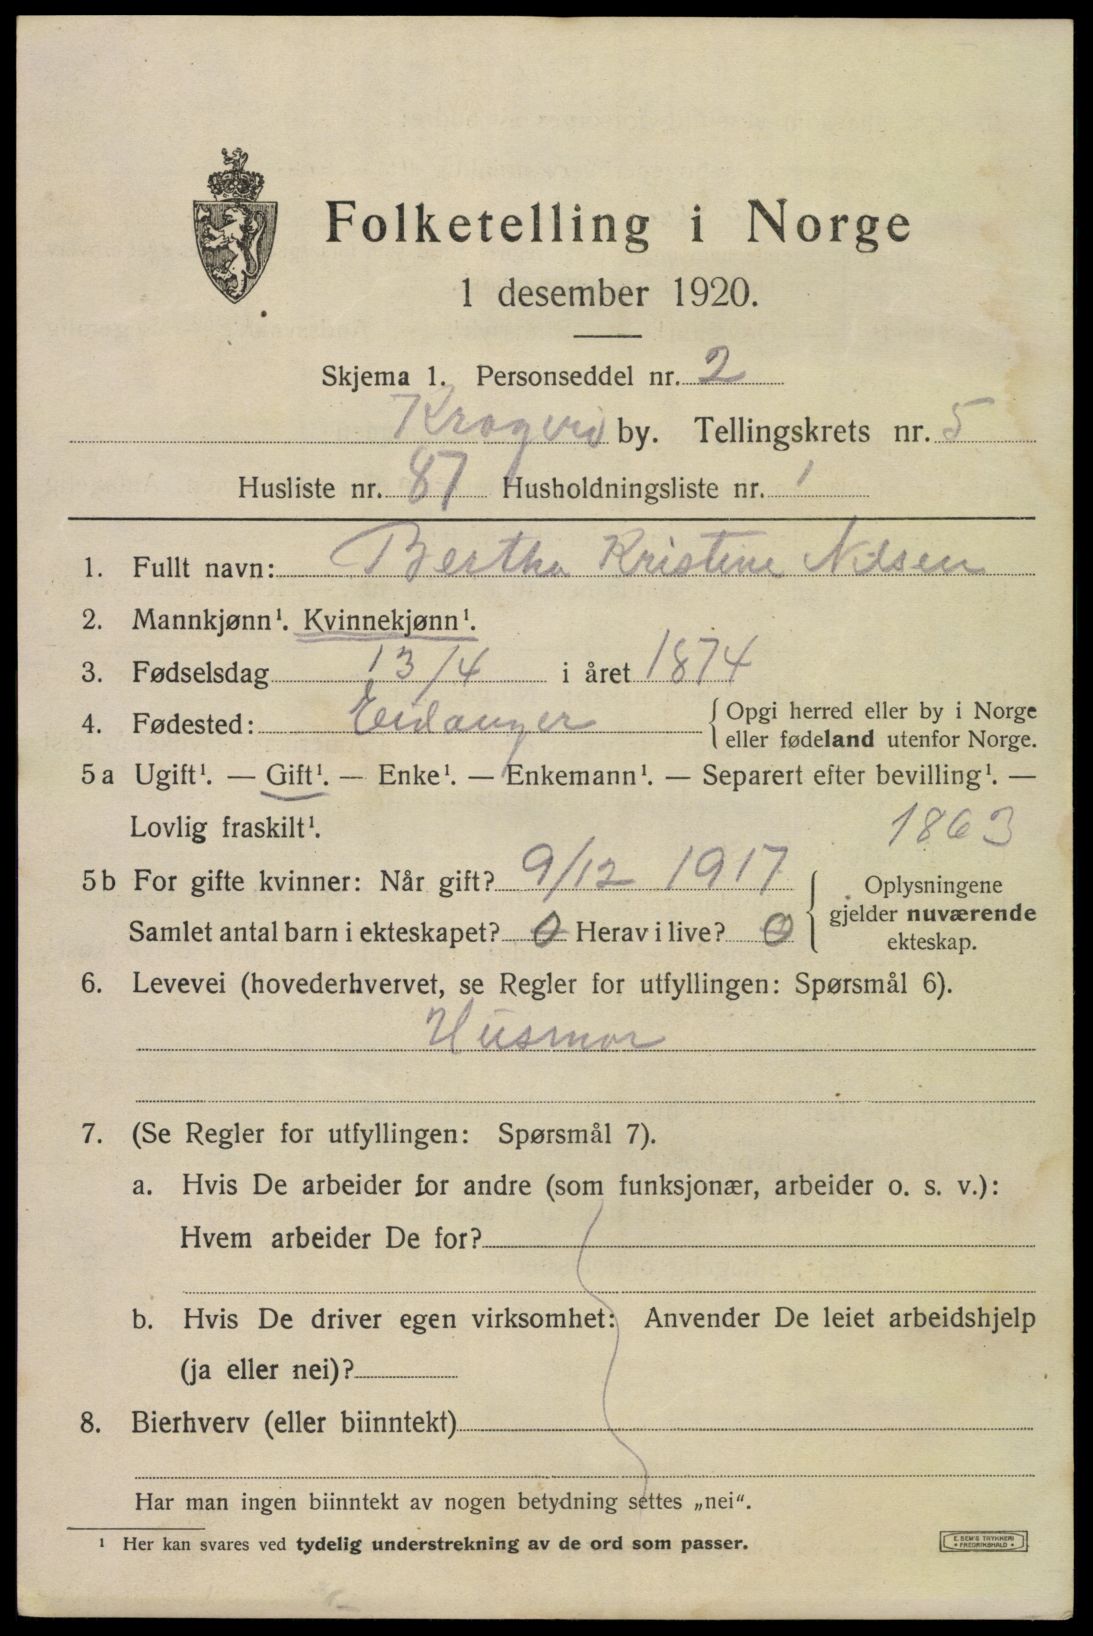 Folketelling i Norge
1 desember 1920.
Skjema 1. Personseddel nr. 2
Kragerø by. Tellingskrets nr. 5
Husliste nr. 87 Husholdningsliste nr. 1
1. Fullt navn: Bertha Kristine Nilsen
2. Mannkjønn¹. Kvinnekjønn¹.
3. Fødselsdag 13/4 i året 1874
4. Fødested: Eidanger { Opgi herred eller by i Norge
eller fødeland utenfor Norge.
5a Ugift¹. — Gift¹. — Enke¹. — Enkemann¹. — Separert efter bevilling¹. —
Lovlig fraskilt¹. 1863
5b For gifte kvinner: Når gift? 9/12 1917 { Oplysningene
gjelder nuværende
Samlet antal barn i ekteskapet? 0 Herav i live? 0
ekteskap.
6. Levevei (hovederhvervet, se Regler for utfyllingen: Spørsmål 6).
Husmor
7. (Se Regler for utfyllingen: Spørsmål 7).
a. Hvis De arbeider for andre (som funksjonær, arbeider o. s. v.):
Hvem arbeider De for?
b. Hvis De driver egen virksomhet: Anvender De leiet arbeidshjelp
(ja eller nei)?
8. Bierhverv (eller biinntekt)
Har man ingen biinntekt av nogen betydning settes „nei".
¹ Her kan svares ved tydelig understrekning av de ord som passer.
E. SEM'S TRYKKERI
* FREDRIKSHALD *